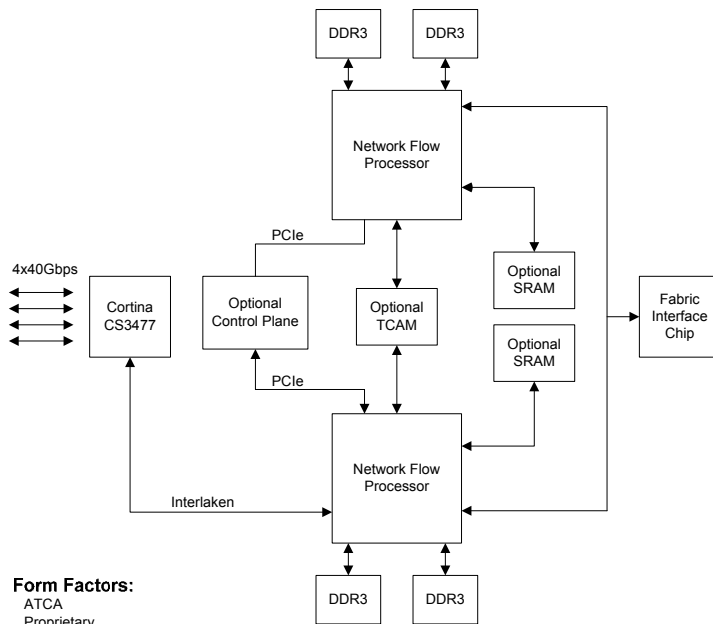 DDR3
DDR3
Network Flow
Processor
PCIe
4x40Gbps
Cortina
CS3477
Optional
Control Plane
Optional
TCAM
Optional
SRAM
Fabric
Interface
Chip
Optional
SRAM
PCIe
Network Flow
Processor
Interlaken
Form Factors:
ATCA
Proprietary
DDR3
DDR3